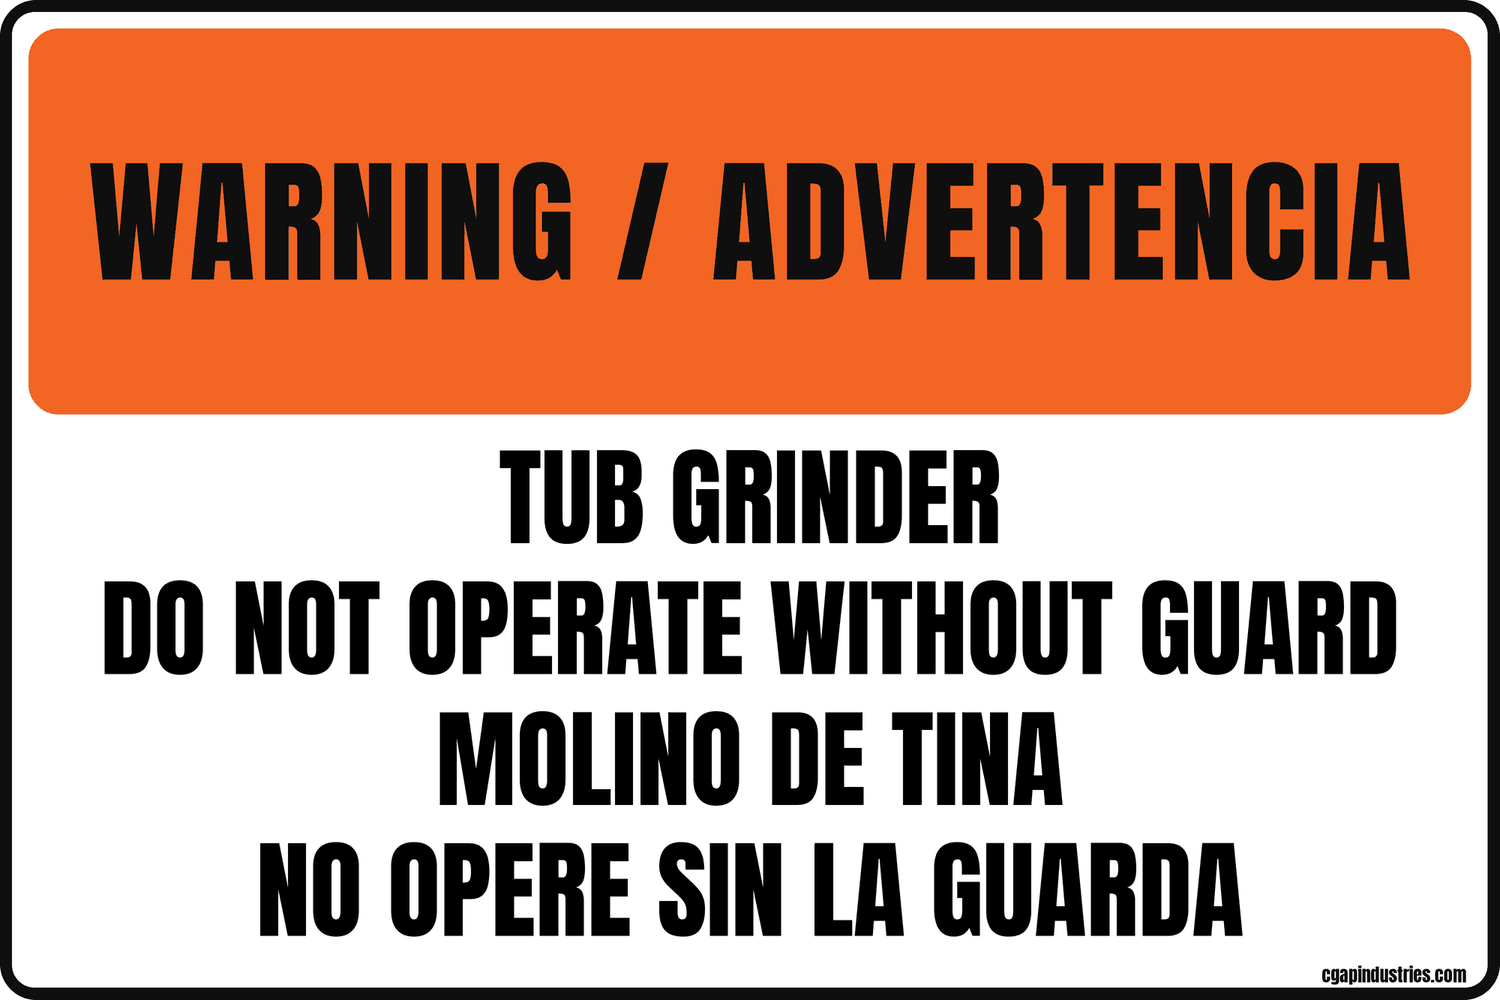 WARNING / ADVERTENCIA
TUB GRINDER
DO NOT OPERATE WITHOUT GUARD
MOLINO DE TINA
NO OPERE SIN LA GUARDA
cgapindustries.com